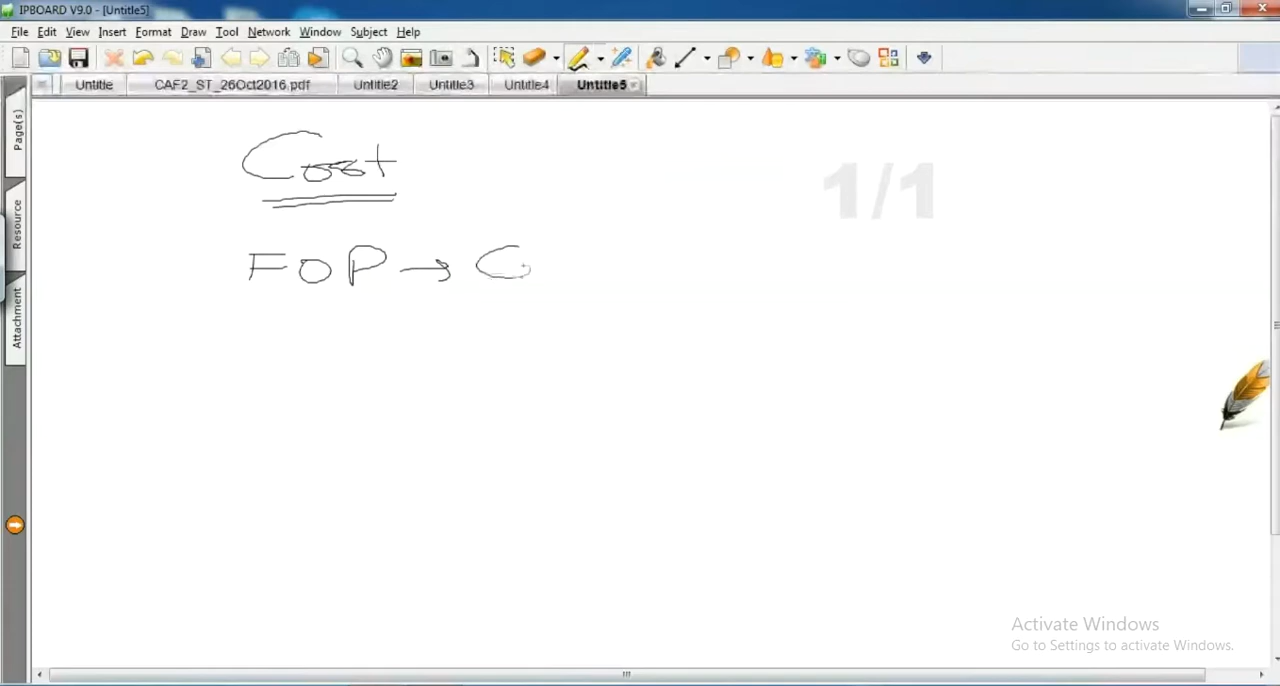 IPBOARD V9.0 - [Untitle5]
File Edit View Insert Format Draw Tool Network Window Subject Help
Untitle CAF2_ST_26Oct2016.pdf Untitle2 Untitle3 Untitle4 Untitle5
Page(s)
Resource
Attachment
1/1
Cost
FOP → C
Activate Windows
Go to Settings to activate Windows.